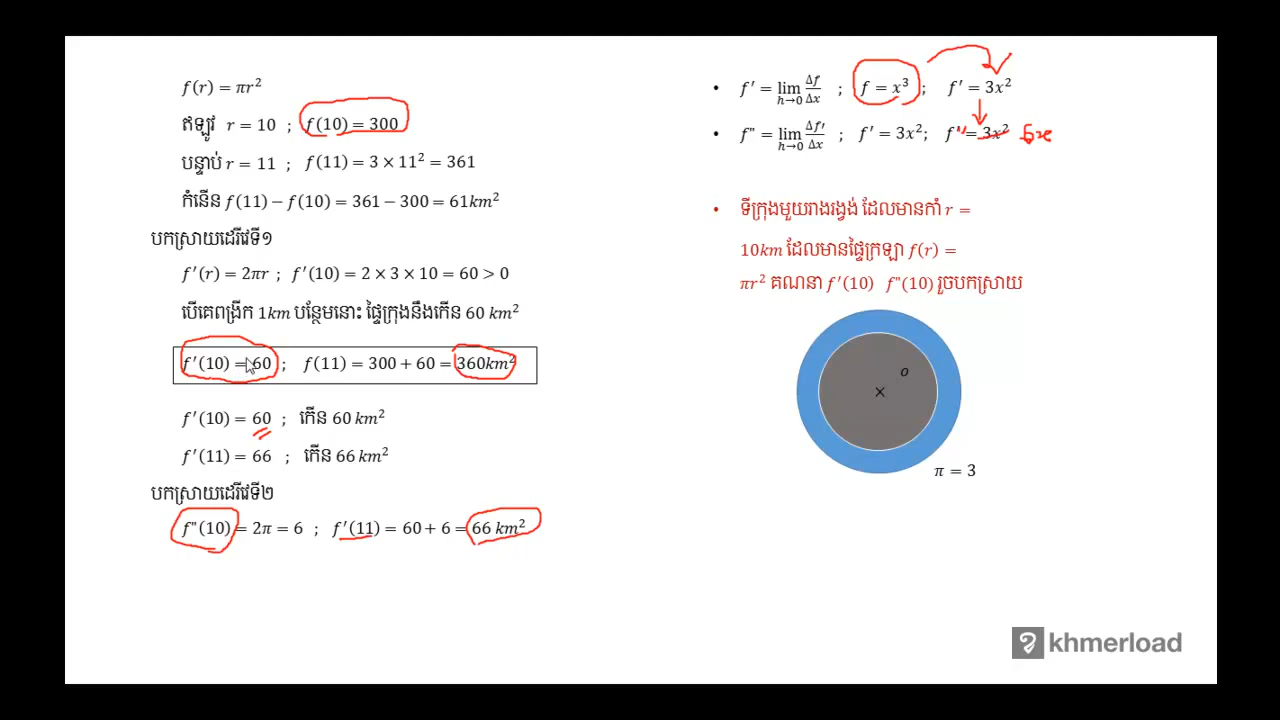 f(r) = πr²
ឥឡូវ r = 10 ; f(10) = 300
បន្ទាប់ r = 11 ; f(11) = 3 × 11² = 361
កំនើន f(11) − f(10) = 361 − 300 = 61km²
បកស្រាយដេរីវេទី១
f′(r) = 2πr ; f′(10) = 2 × 3 × 10 = 60 > 0
បើគេពង្រីក 1km បន្ថែមនោះ ផ្ទៃក្រុងនឹងកើន 60 km²
f′(10) = 60 ; f(11) = 300 + 60 = 360km²
f′(10) = 60 ; កើន 60 km²
f′(11) = 66 ; កើន 66 km²
បកស្រាយដេរីវេទី២
f"(10) = 2π = 6 ; f′(11) = 60 + 6 = 66 km²
• f′ = lim h→0 Δf/Δx ; f = x³ ; f′ = 3x²
• f" = lim h→0 Δf′/Δx ; f′ = 3x²; f" = 3x² 6x
• ទីក្រុងមួយរាងរង្វង់ ដែលមានកាំ r =
10km ដែលមានផ្ទៃក្រឡា f(r) =
πr² គណនា f′(10) f"(10) រួចបកស្រាយ
o
×
π = 3
khmerload